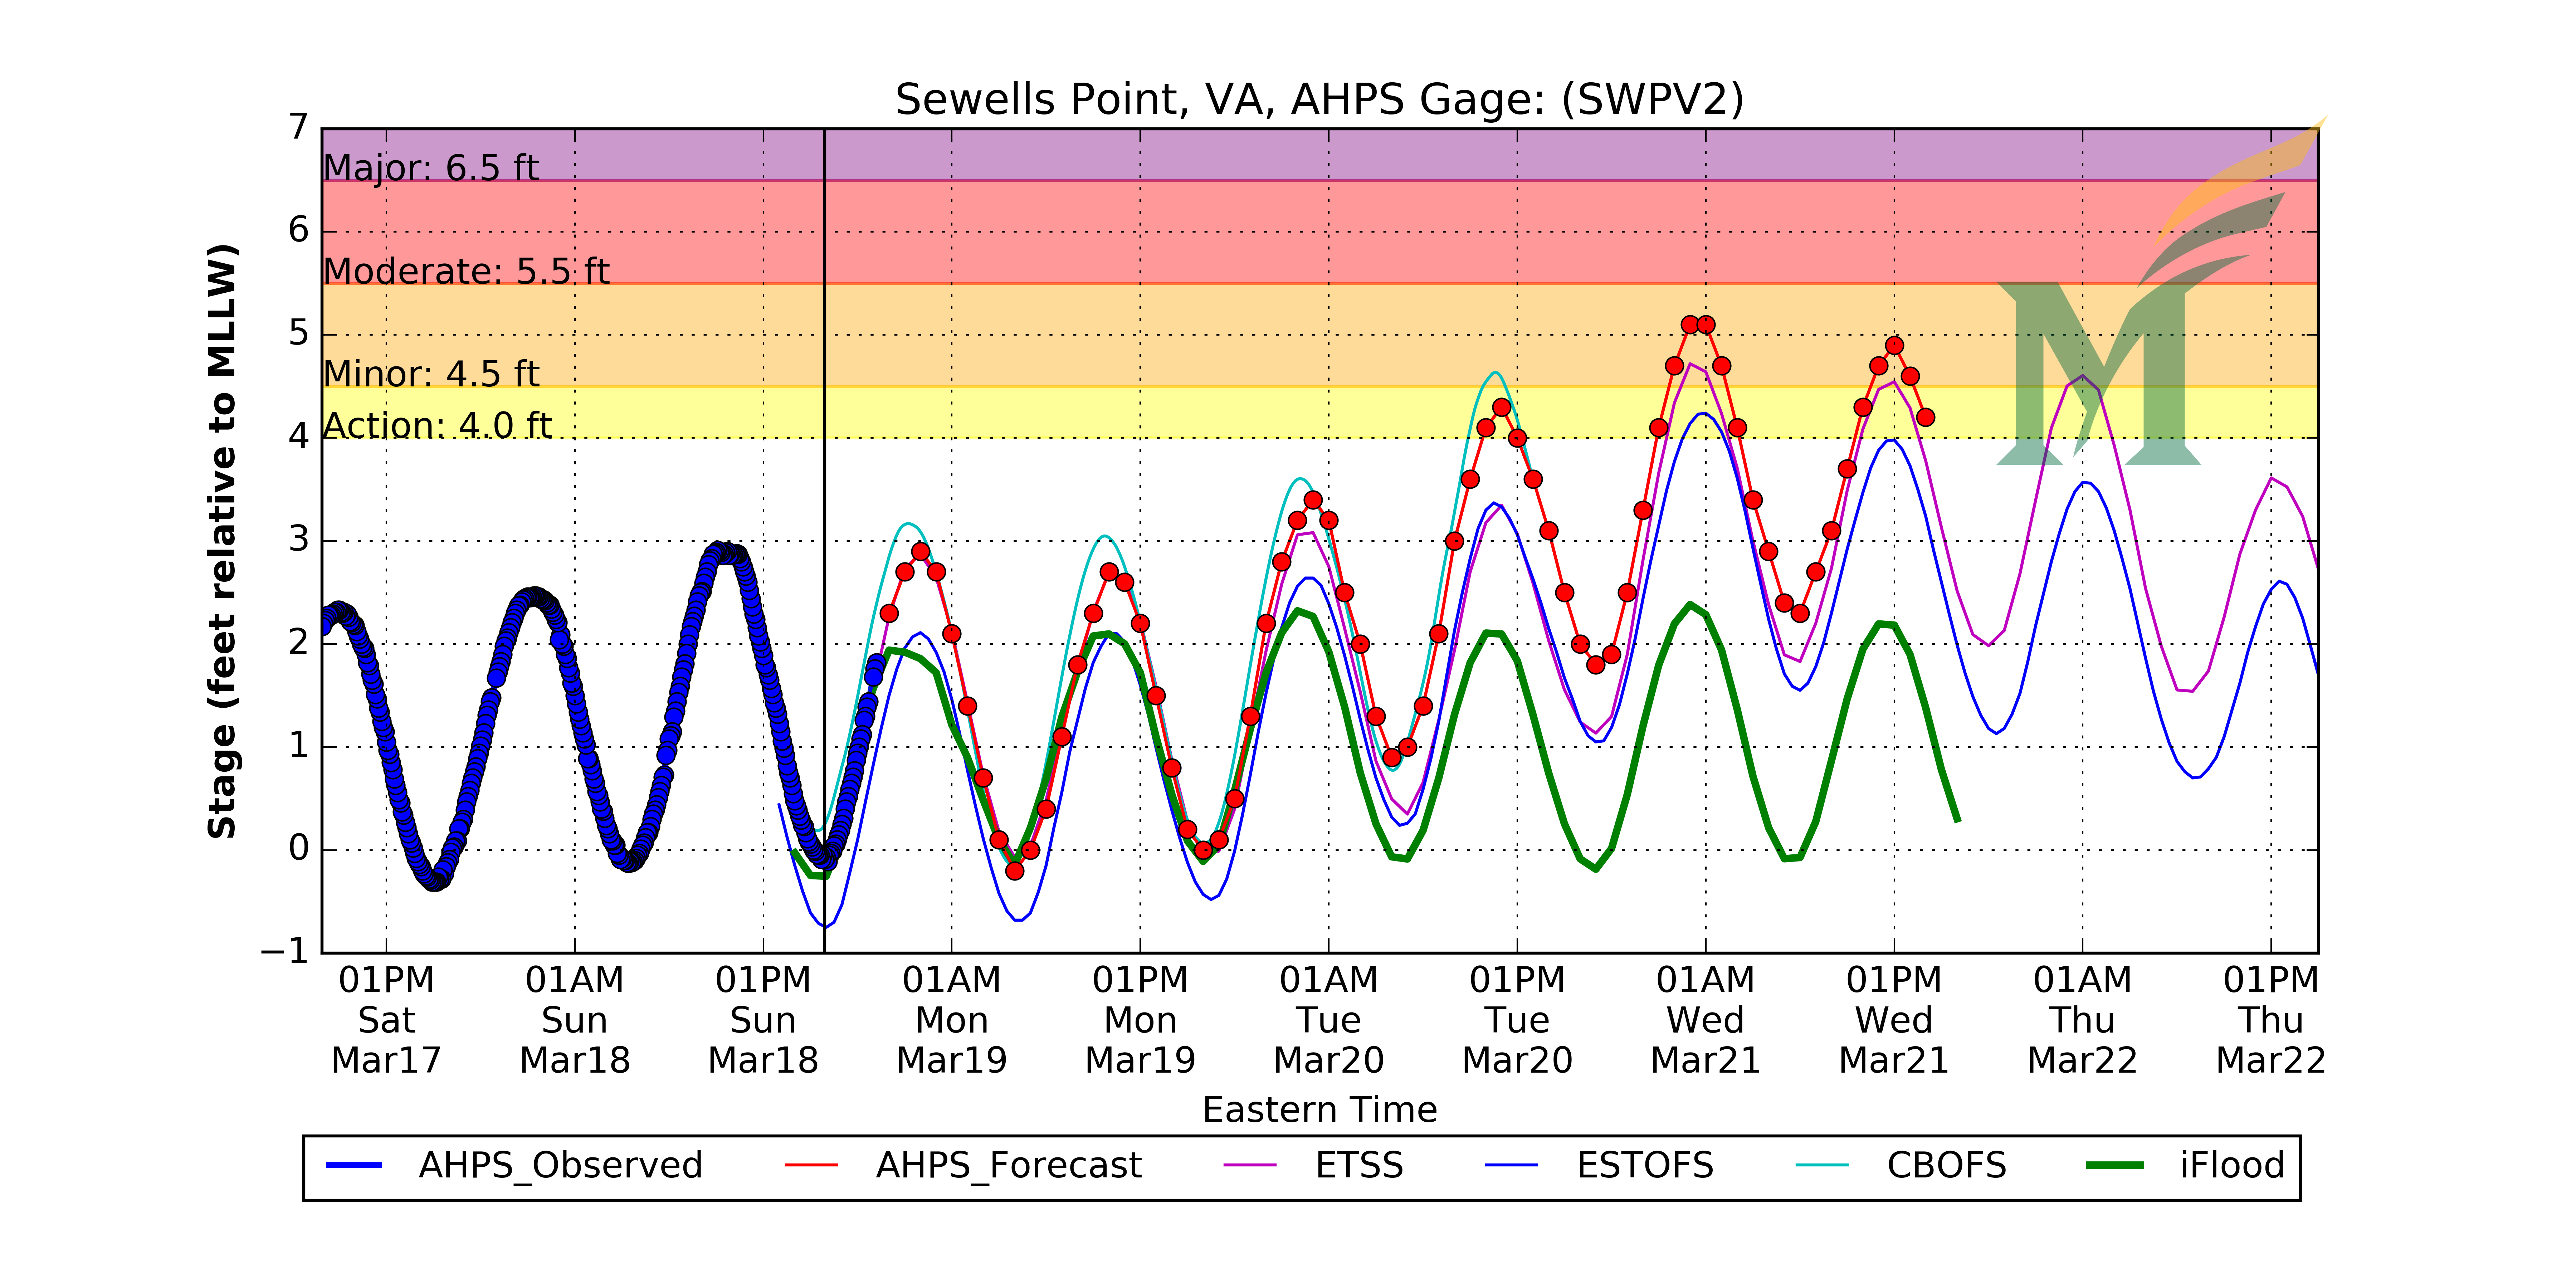 Sewells Point, VA, AHPS Gage: (SWPV2)
7
Major: 6.5 ft
6
Moderate: 5.5 ft
5
Minor: 4.5 ft
Action: 4.0 ft
4
3
2
1
0
−1
Stage (feet relative to MLLW)
01PM 01AM 01PM 01AM 01PM 01AM 01PM 01AM 01PM 01AM 01PM
Sat Sun Sun Mon Mon Tue Tue Wed Wed Thu Thu
Mar17 Mar18 Mar18 Mar19 Mar19 Mar20 Mar20 Mar21 Mar21 Mar22 Mar22
Eastern Time
AHPS_Observed AHPS_Forecast ETSS ESTOFS CBOFS iFlood
M